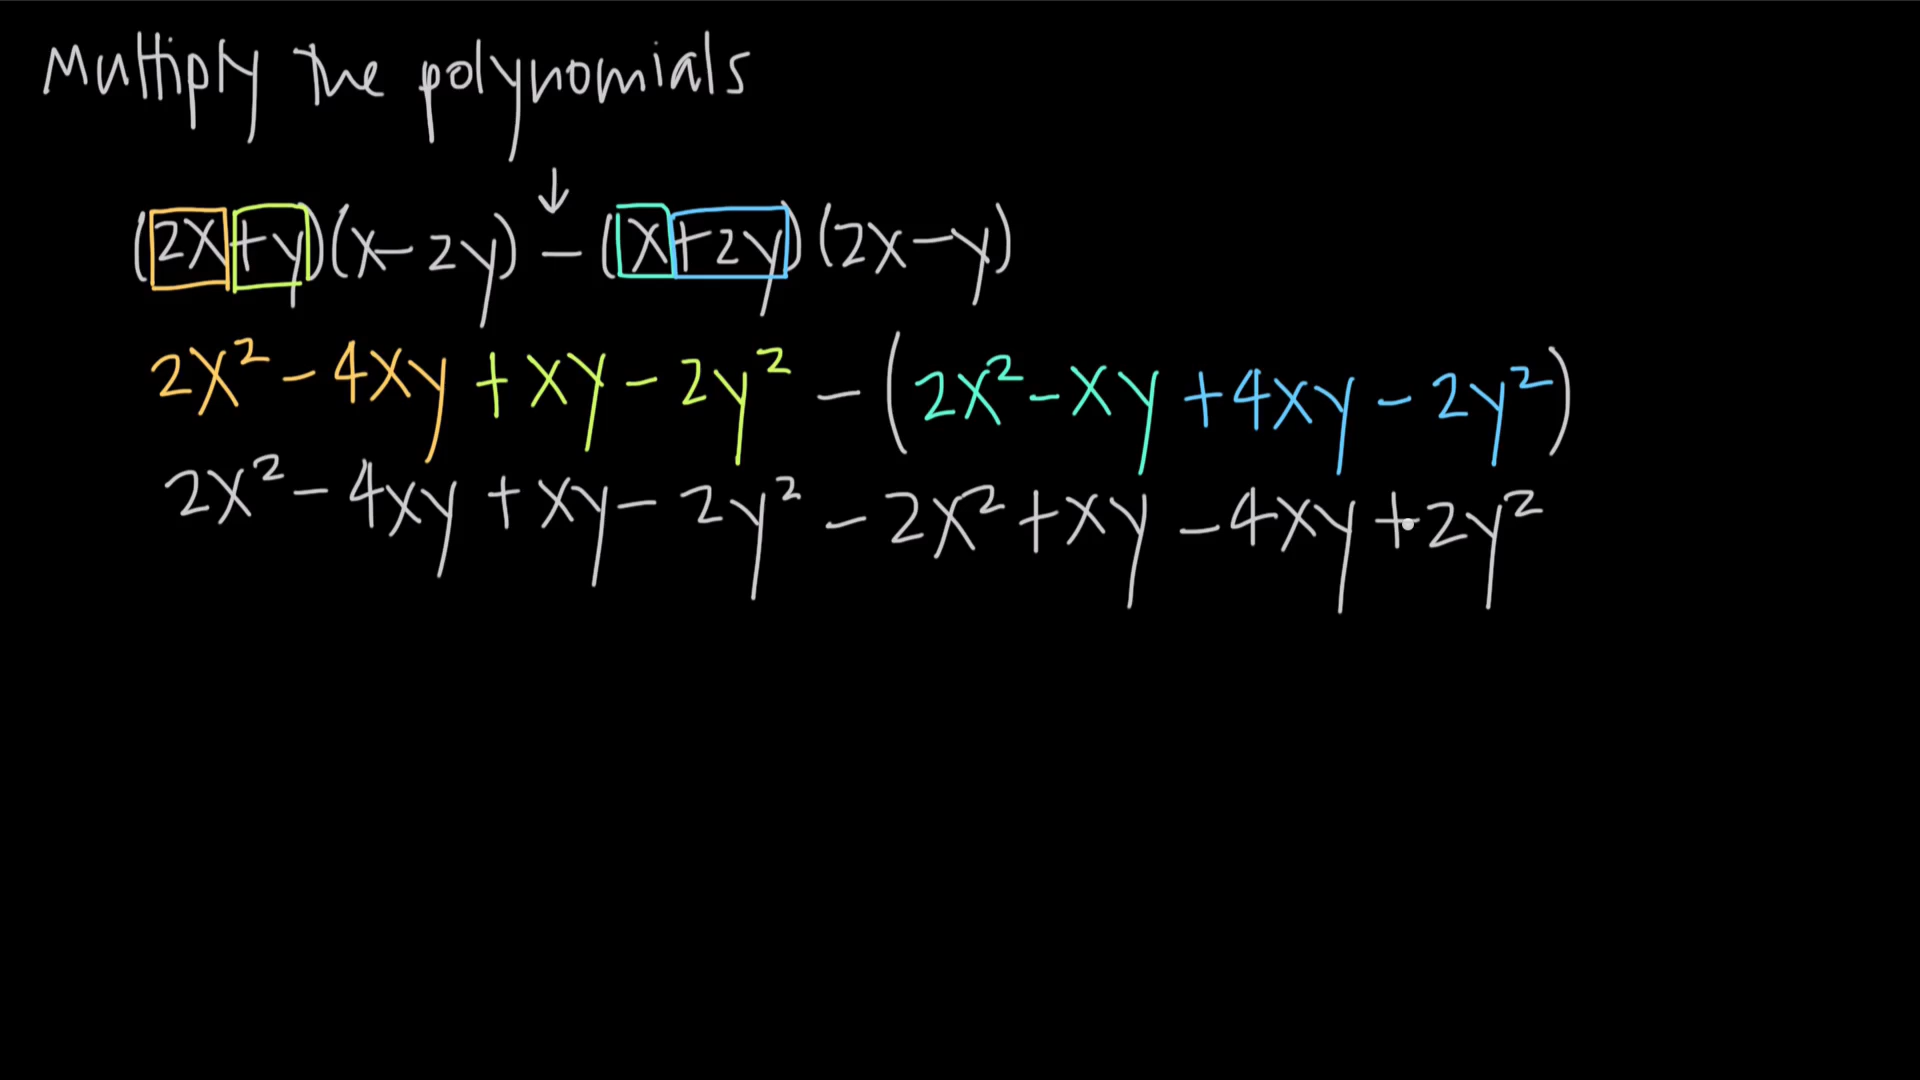 Multiply the polynomials
(2x+y)(x-2y) - (x+2y)(2x-y)
2x² - 4xy + xy - 2y² - (2x² - xy + 4xy - 2y²)
2x² - 4xy + xy - 2y² - 2x² + xy - 4xy + 2y²